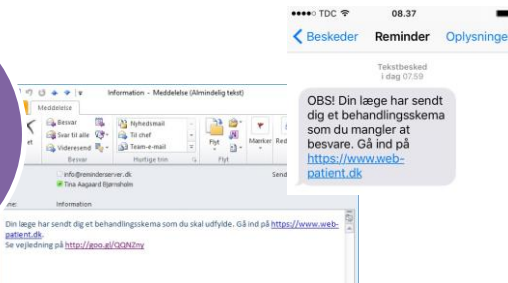 TDC 08.37
Beskeder Reminder Oplysninge
Tekstbesked
i dag 07.59
OBS! Din læge har sendt
dig et behandlingsskema
som du mangler at
besvare. Gå ind på
https://www.web-
patient.dk
Information - Meddelelse (Almindelig tekst)
Meddelelse
Besvar
Svar til alle
Videresend
Besvar
Nyhedsmail
Til chef
Team-e-mail
Hurtige trin
Flyt
Flyt
Mærker
Red
info@reminderserver.dk
Send
Tina Aagaard Bjørnsholm
ne:
Information
Din læge har sendt dig et behandlingsskema som du skal udfylde. Gå ind på https://www.web-
patient.dk.
Se vejledning på http://goo.gl/QQN2ny